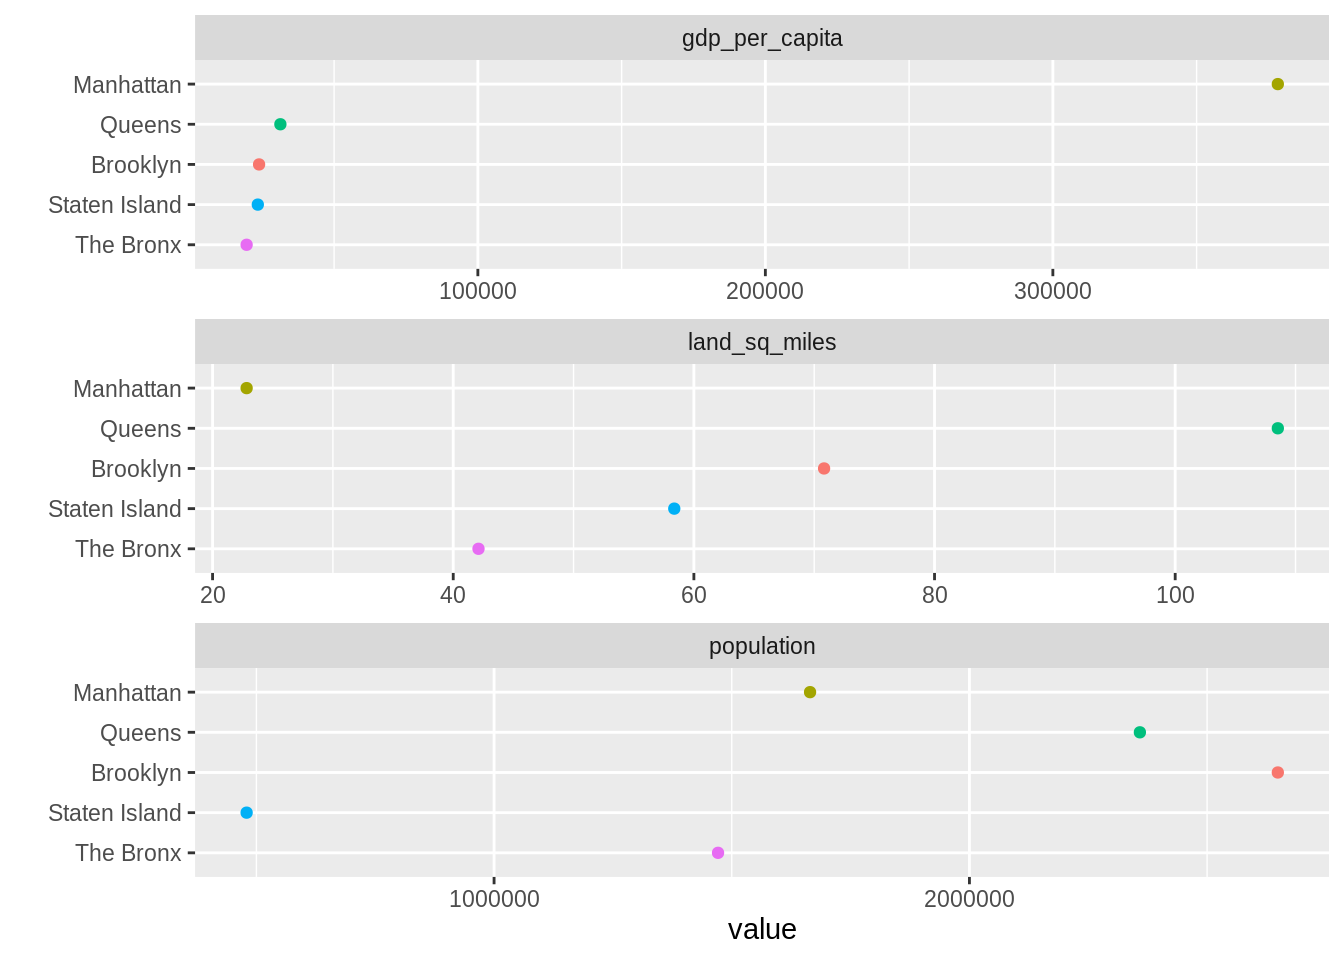 gdp_per_capita
Manhattan
Queens
Brooklyn
Staten Island
The Bronx
100000 200000 300000
land_sq_miles
Manhattan
Queens
Brooklyn
Staten Island
The Bronx
20 40 60 80 100
population
Manhattan
Queens
Brooklyn
Staten Island
The Bronx
1000000 2000000
value